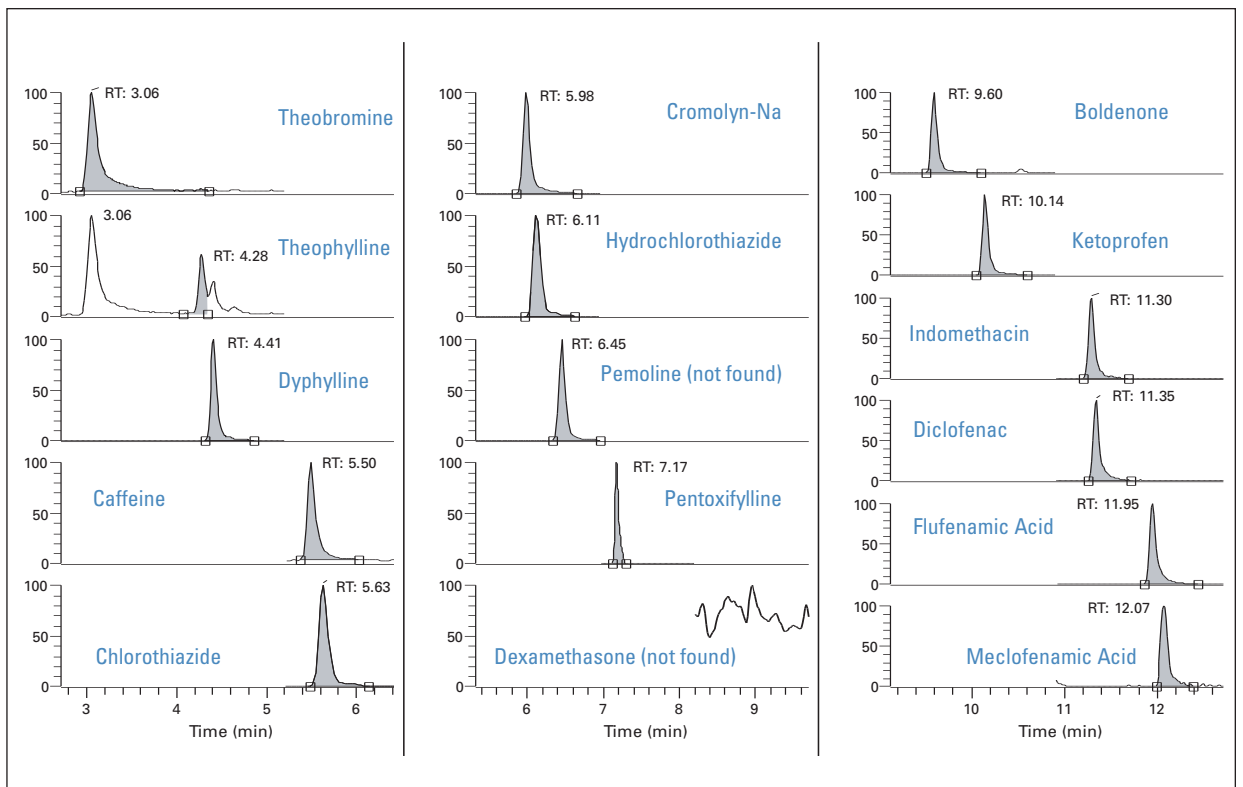 100
50
0
RT: 3.06
Theobromine
100
50
0
3.06
RT: 4.28
Theophylline
100
50
0
RT: 4.41
Dyphylline
100
50
0
RT: 5.50
Caffeine
100
50
0
RT: 5.63
Chlorothiazide
3 4 5 6
Time (min)
100
50
0
RT: 5.98
Cromolyn-Na
100
50
0
RT: 6.11
Hydrochlorothiazide
100
50
0
RT: 6.45
Pemoline (not found)
100
50
0
RT: 7.17
Pentoxifylline
100
50
0
Dexamethasone (not found)
6 7 8 9
Time (min)
100
50
0
RT: 9.60
Boldenone
100
50
0
RT: 10.14
Ketoprofen
100
50
0
RT: 11.30
Indomethacin
100
50
0
RT: 11.35
Diclofenac
100
50
0
RT: 11.95
Flufenamic Acid
100
50
0
RT: 12.07
Meclofenamic Acid
10 11 12
Time (min)